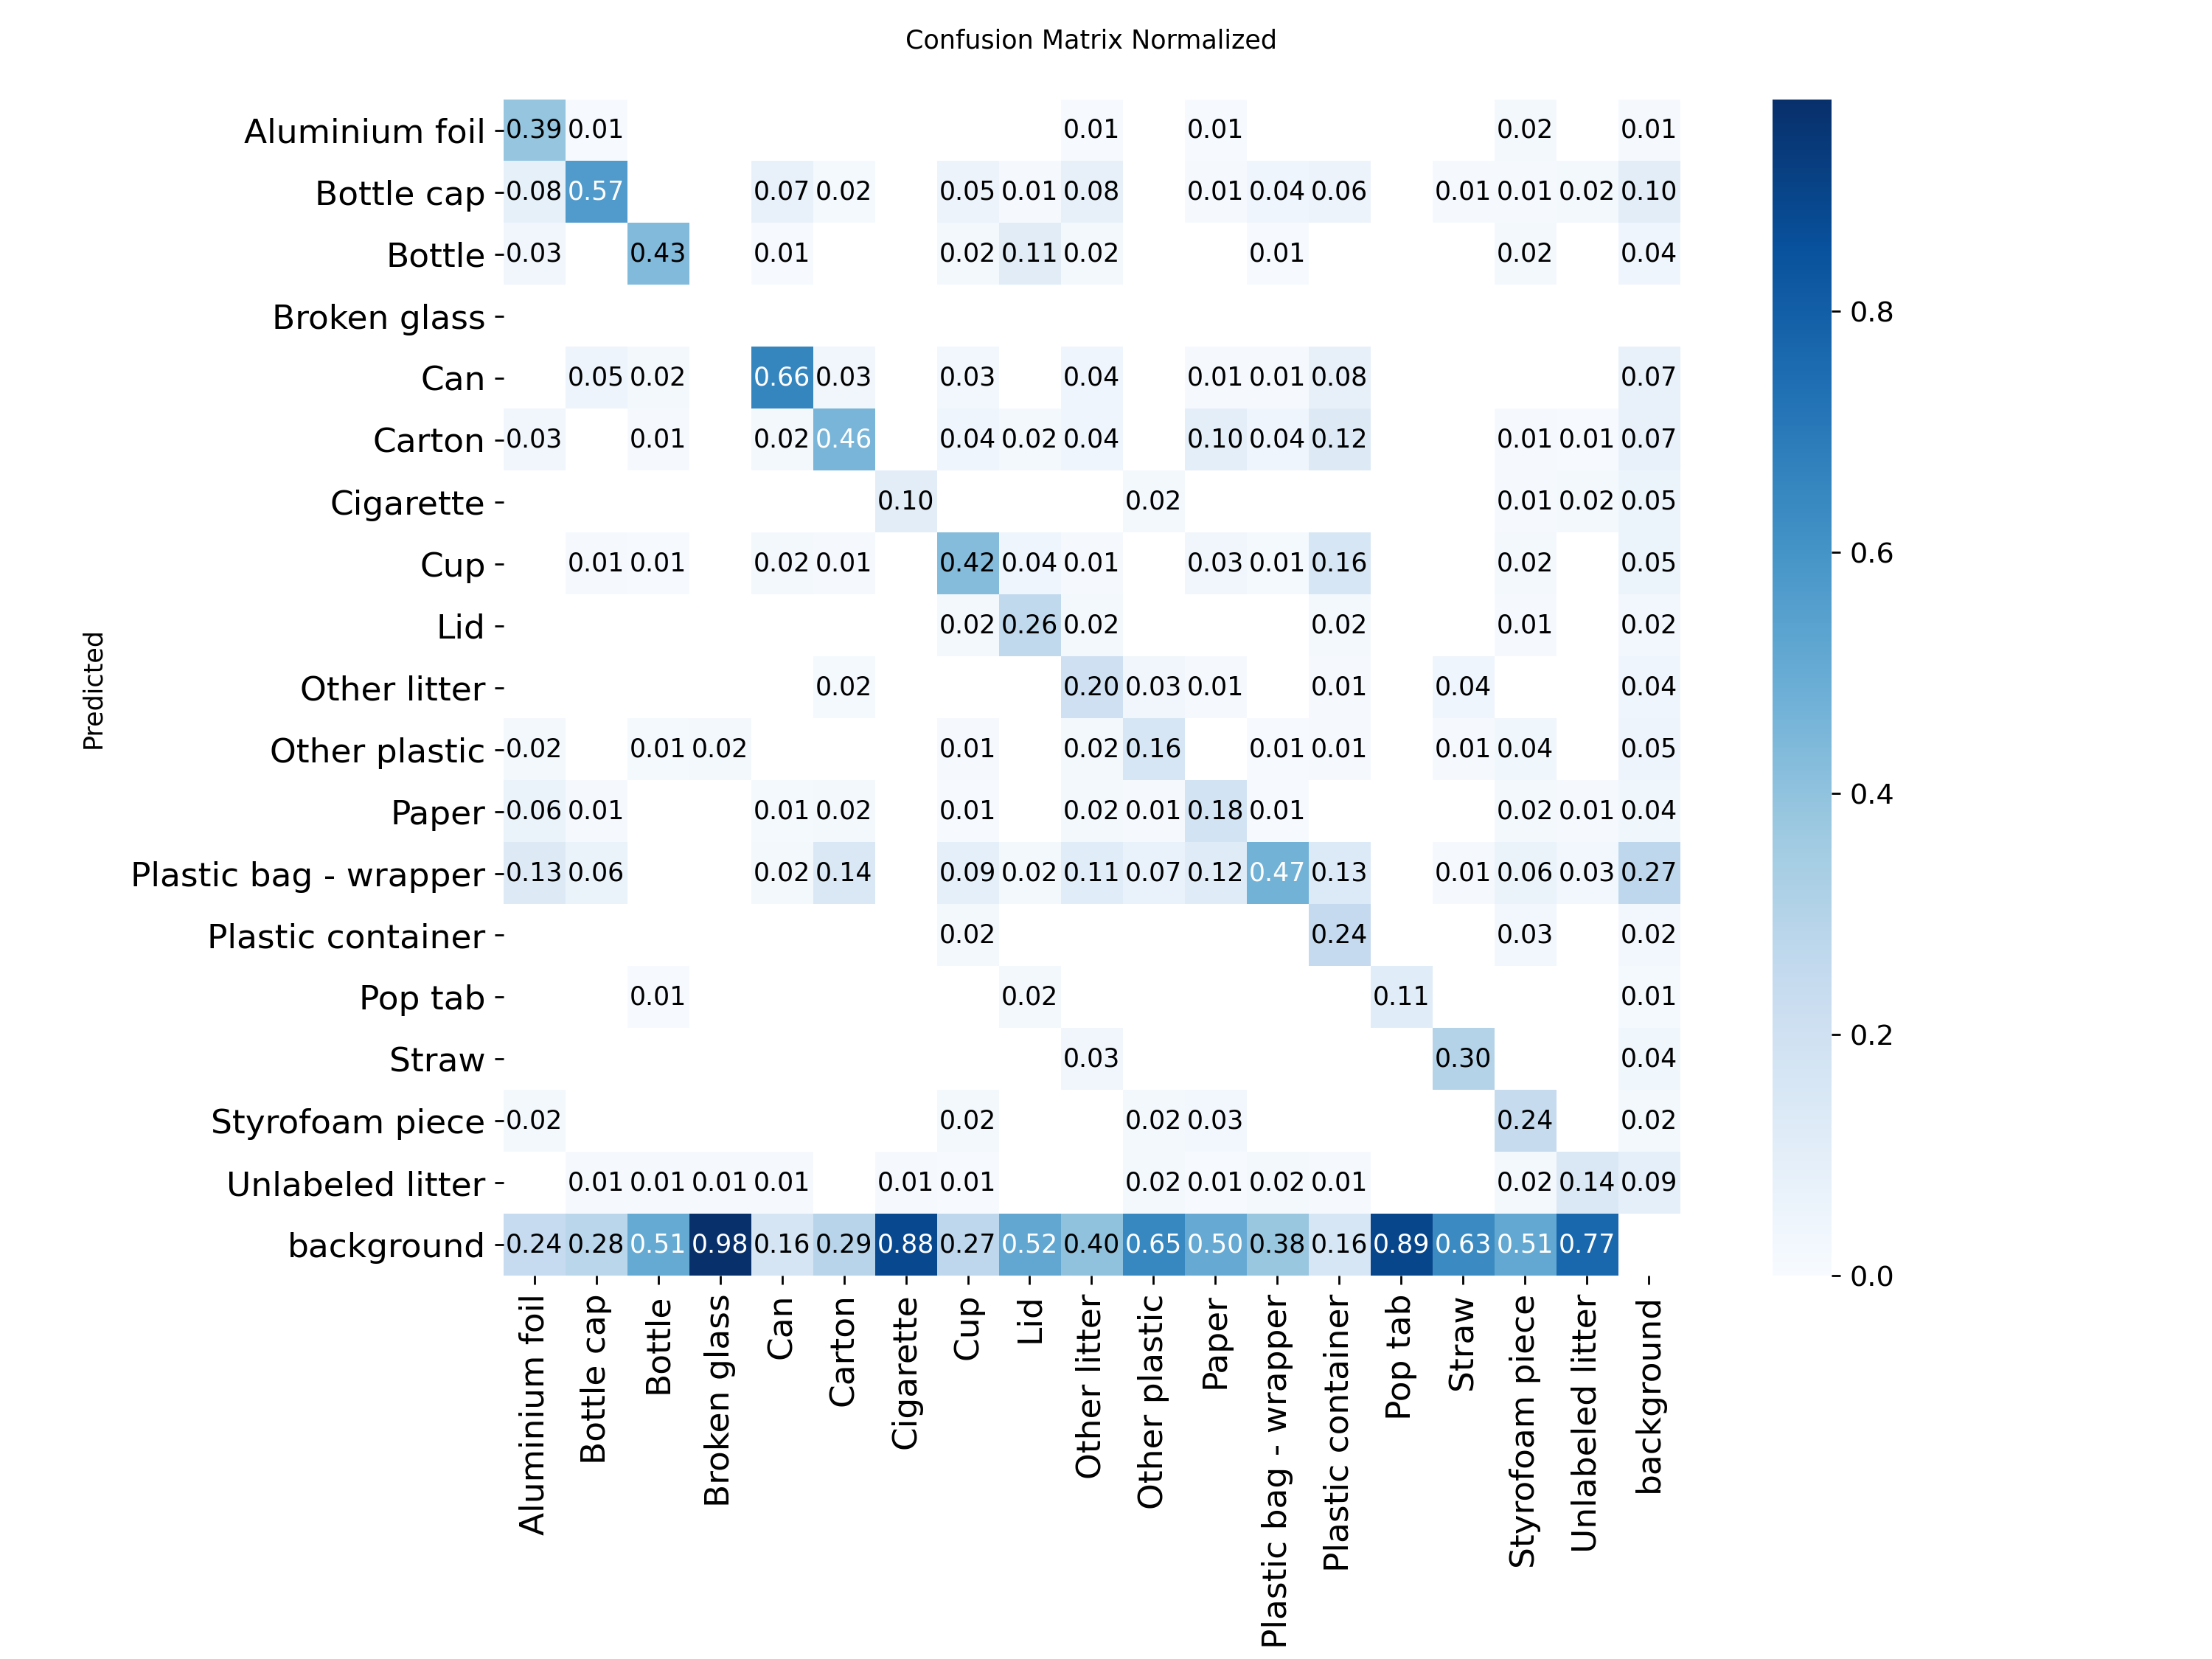 Confusion Matrix Normalized
Aluminium foil 0.39 0.01 0.01 0.01 0.02 0.01
Bottle cap 0.08 0.57 0.07 0.02 0.05 0.01 0.08 0.01 0.04 0.06 0.01 0.01 0.02 0.10
Bottle 0.03 0.43 0.01 0.02 0.11 0.02 0.01 0.02 0.04
0.8
Broken glass
Can 0.05 0.02 0.66 0.03 0.03 0.04 0.01 0.01 0.08 0.07
Carton 0.03 0.01 0.02 0.46 0.04 0.02 0.04 0.10 0.04 0.12 0.01 0.01 0.07
Cigarette 0.10 0.02 0.01 0.02 0.05
0.6
Cup 0.01 0.01 0.02 0.01 0.42 0.04 0.01 0.03 0.01 0.16 0.02 0.05
Lid 0.02 0.26 0.02 0.02 0.01 0.02
Predicted
Other litter 0.02 0.20 0.03 0.01 0.01 0.04 0.04
Other plastic 0.02 0.01 0.02 0.01 0.02 0.16 0.01 0.01 0.01 0.04 0.05
0.4
Paper 0.06 0.01 0.01 0.02 0.01 0.02 0.01 0.18 0.01 0.02 0.01 0.04
Plastic bag - wrapper 0.13 0.06 0.02 0.14 0.09 0.02 0.11 0.07 0.12 0.47 0.13 0.01 0.06 0.03 0.27
Plastic container 0.02 0.24 0.03 0.02
Pop tab 0.01 0.02 0.11 0.01
0.2
Straw 0.03 0.30 0.04
Styrofoam piece 0.02 0.02 0.02 0.03 0.24 0.02
Unlabeled litter 0.01 0.01 0.01 0.01 0.01 0.01 0.02 0.01 0.02 0.01 0.02 0.14 0.09
background 0.24 0.28 0.51 0.98 0.16 0.29 0.88 0.27 0.52 0.40 0.65 0.50 0.38 0.16 0.89 0.63 0.51 0.77
0.0
Aluminium foil
Bottle cap
Bottle
Broken glass
Can
Carton
Cigarette
Cup
Lid
Other litter
Other plastic
Paper
Plastic bag - wrapper
Plastic container
Pop tab
Straw
Styrofoam piece
Unlabeled litter
background